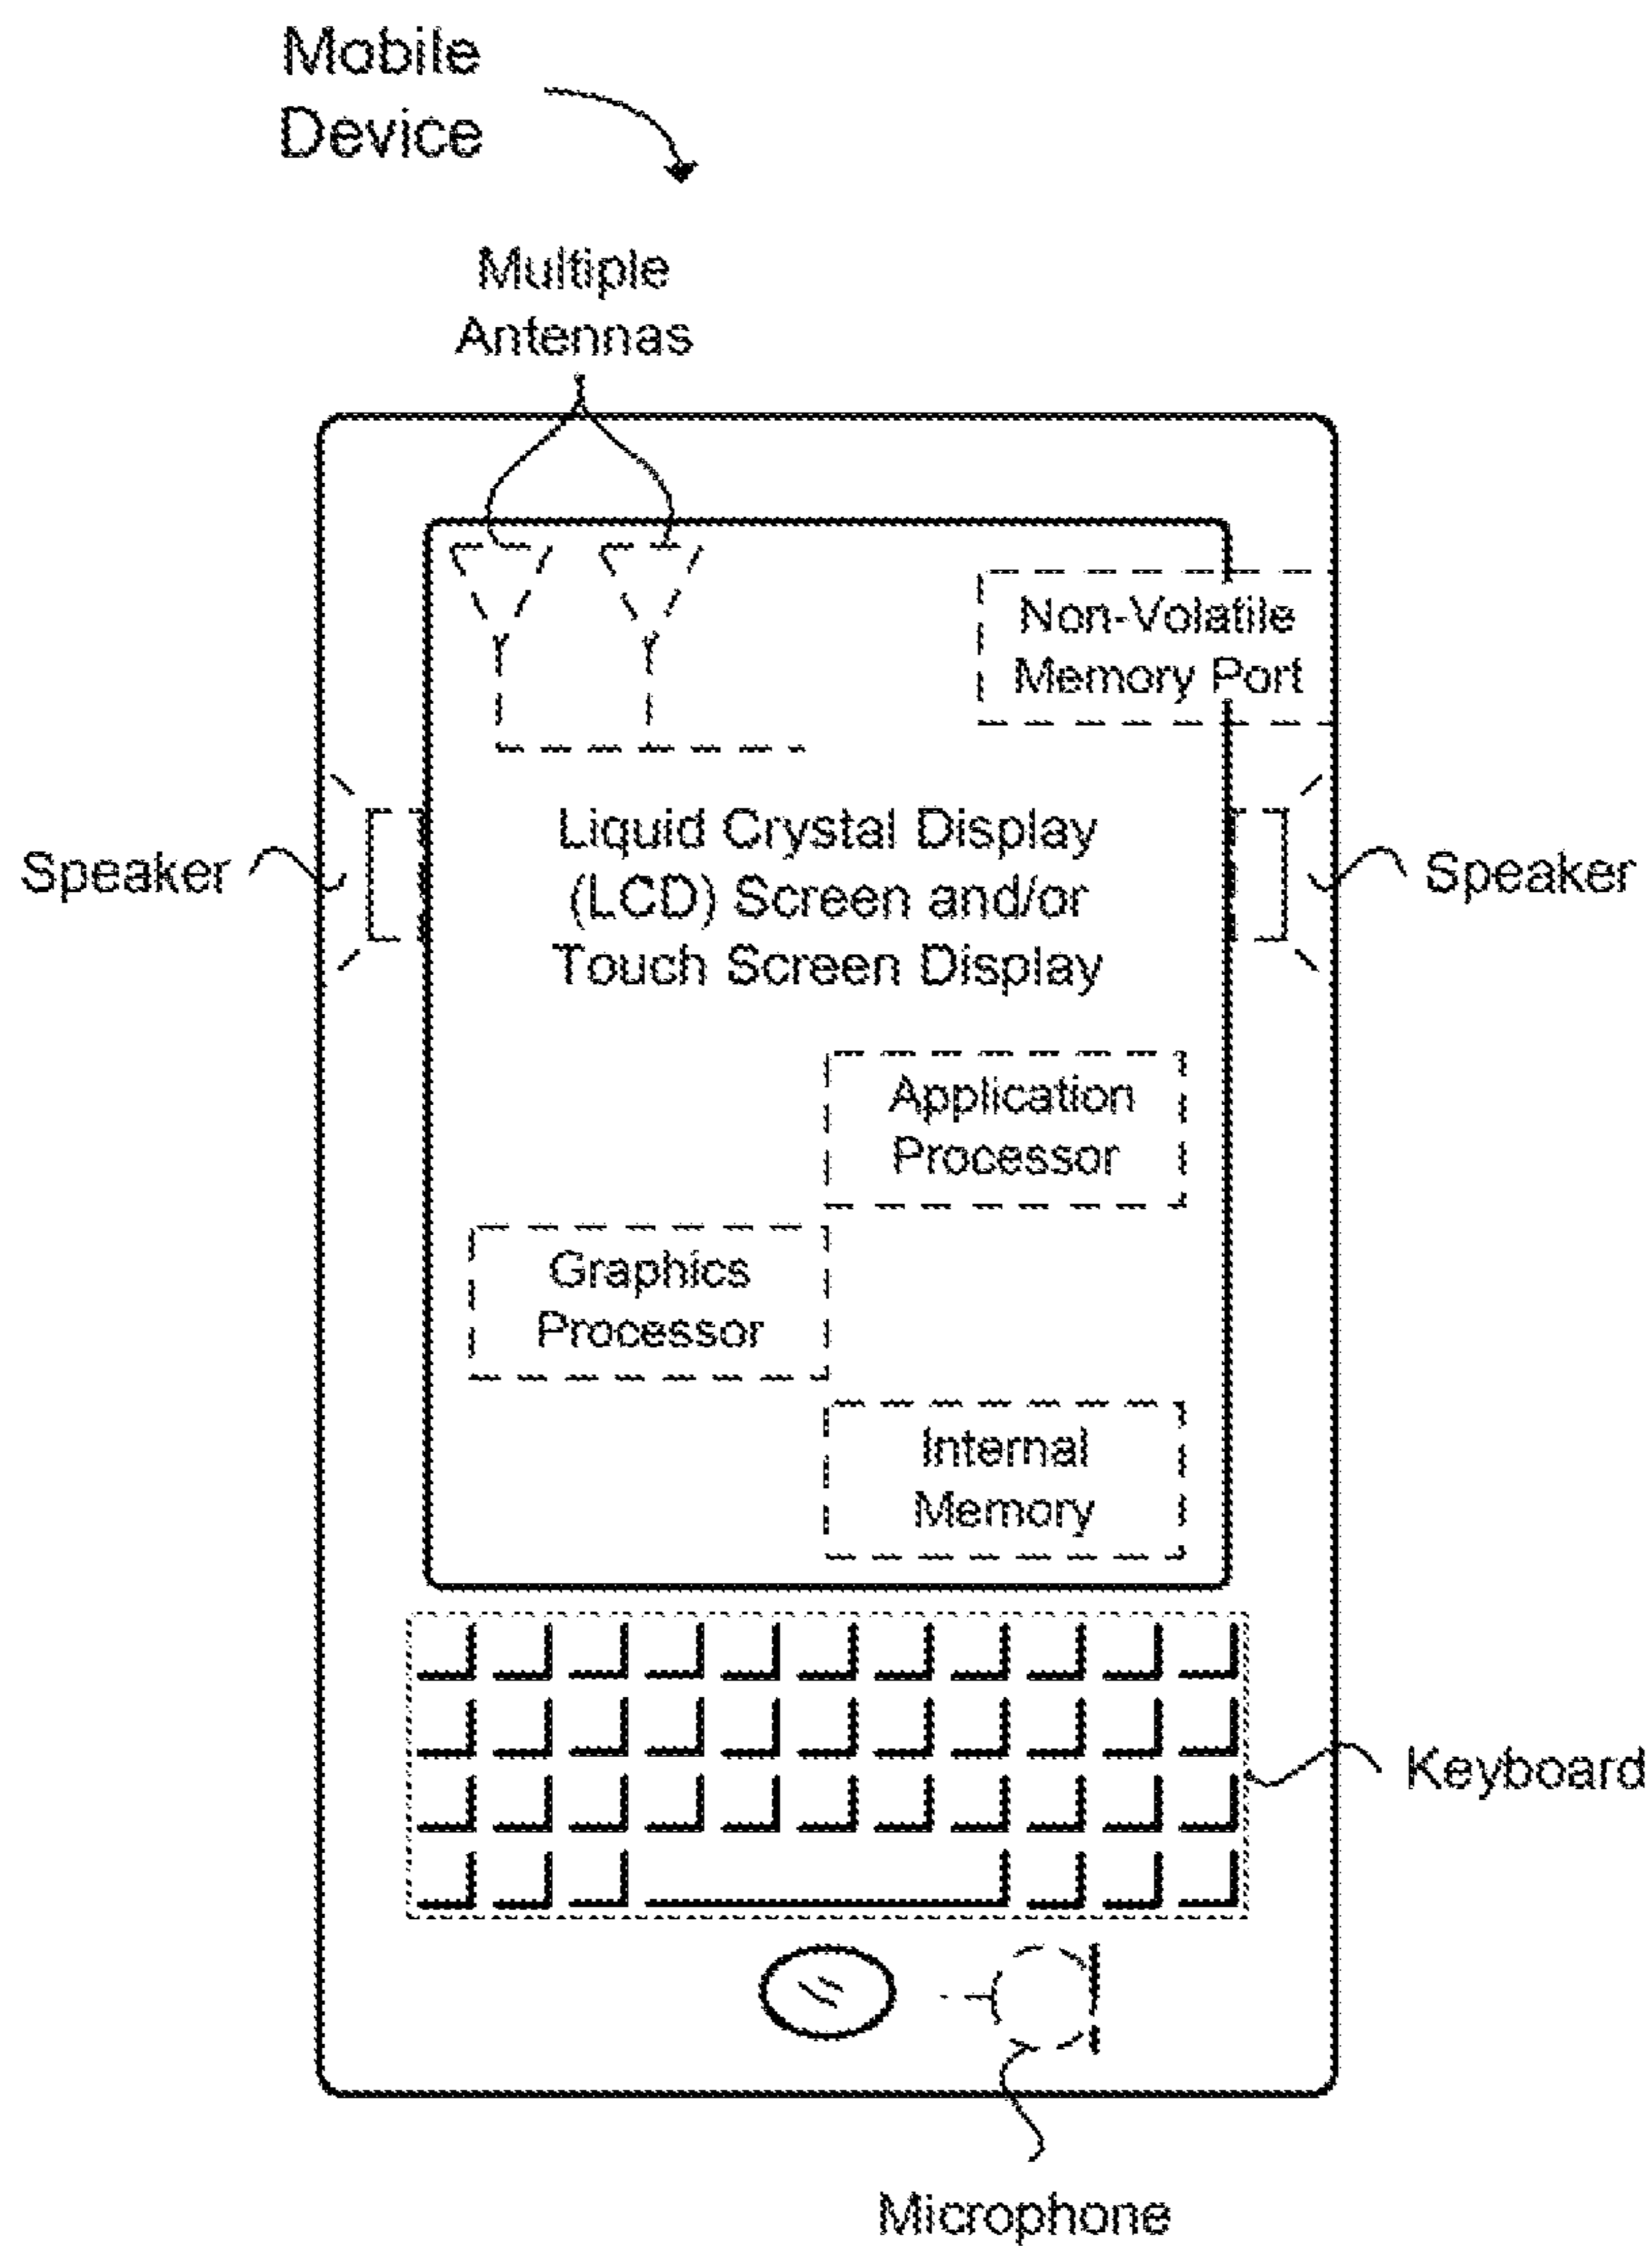 Mobile
Device
Multiple
Antennas
Non-Volatile
Memory Port
Speaker
Liquid Crystal Display
(LCD) Screen and/or
Touch Screen Display
Speaker
Application
Processor
Graphics
Processor
Internal
Memory
Keyboard
Microphone